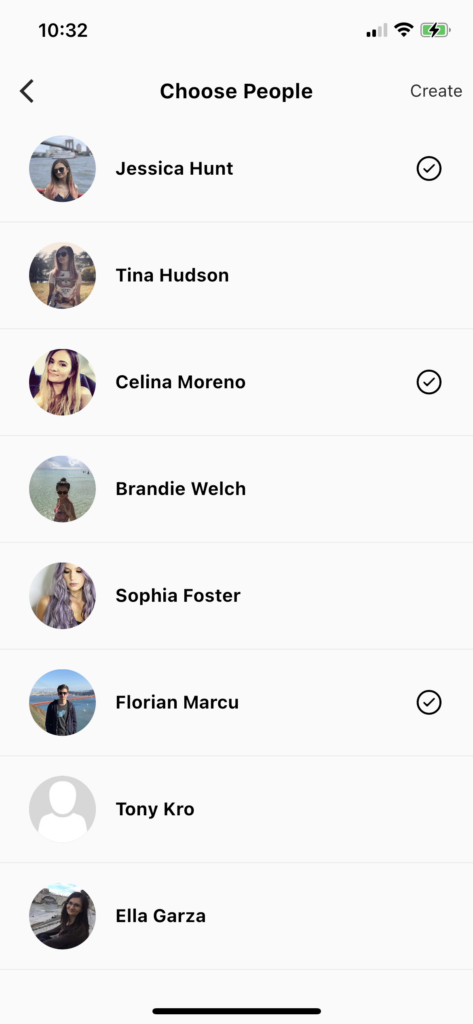 10:32
Choose People
Create
Jessica Hunt
Tina Hudson
Celina Moreno
Brandie Welch
Sophia Foster
Florian Marcu
Tony Kro
Ella Garza